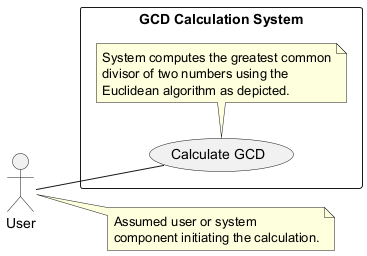 GCD Calculation System
System computes the greatest common
divisor of two numbers using the
Euclidean algorithm as depicted.
Calculate GCD
User
Assumed user or system
component initiating the calculation.